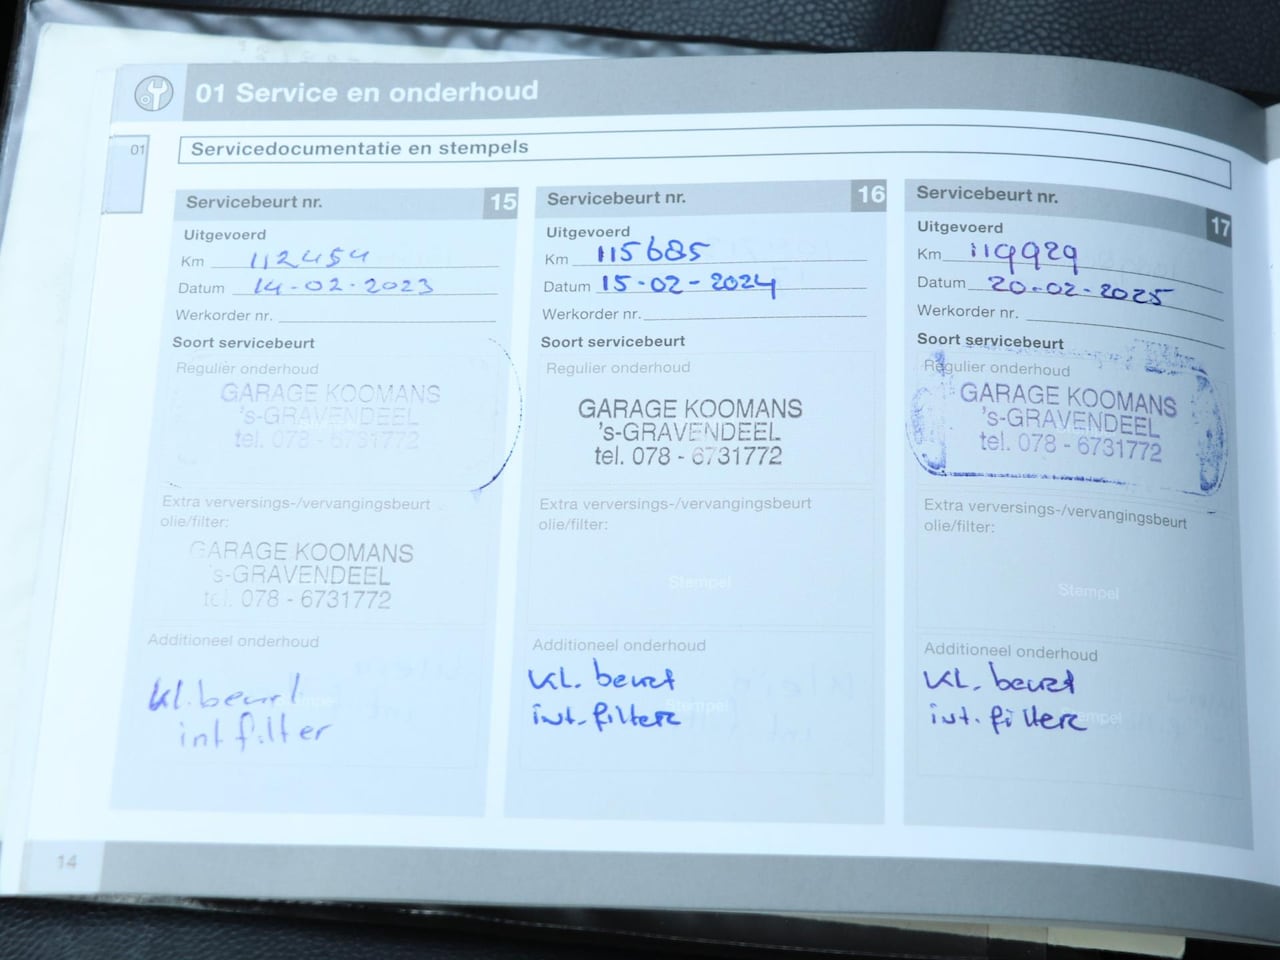 01 Service en onderhoud
01
Servicedocumentatie en stempels
Servicebeurt nr. 15
Uitgevoerd
Km 112454
Datum 14-02-2023
Werkorder nr.
Soort servicebeurt
Regulier onderhoud
GARAGE KOOMANS
's-GRAVENDEEL
tel. 078 - 6731772
Extra verversings-/vervangingsbeurt
olie/filter:
GARAGE KOOMANS
's-GRAVENDEEL
tel. 078 - 6731772
Additioneel onderhoud
kl. beurt
int filter
Servicebeurt nr. 16
Uitgevoerd
Km 115685
Datum 15-02-2024
Werkorder nr.
Soort servicebeurt
Regulier onderhoud
GARAGE KOOMANS
's-GRAVENDEEL
tel. 078 - 6731772
Extra verversings-/vervangingsbeurt
olie/filter:
Stempel
Additioneel onderhoud
KL. beurt
int. filter
Stempel
Servicebeurt nr. 17
Uitgevoerd
Km 119929
Datum 20-02-2025
Werkorder nr.
Soort servicebeurt
Regulier onderhoud
GARAGE KOOMANS
's-GRAVENDEEL
tel. 078 - 6731772
Extra verversings-/vervangingsbeurt
olie/filter:
Stempel
Additioneel onderhoud
KL. beurt
int. filter
Stempel
14